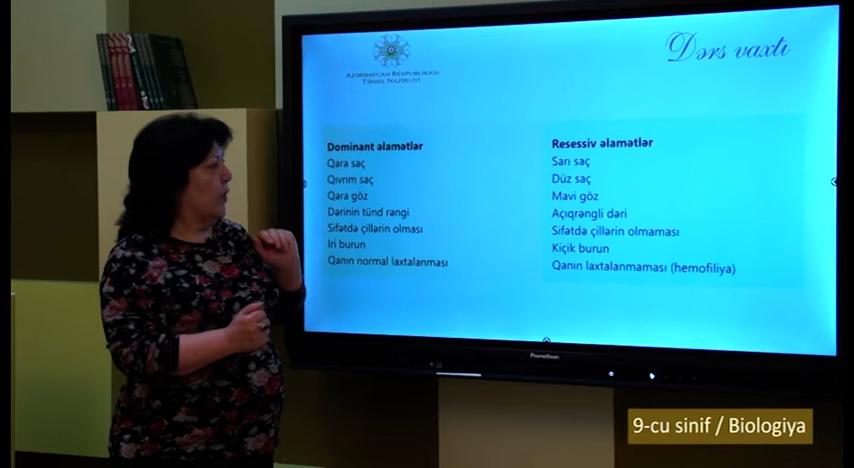 AZƏRBAYCAN RESPUBLİKASI
TƏHSİL NAZİRLİYİ
Dərs vaxtı
Dominant əlamətlər
Qara saç
Qıvrım saç
Qara göz
Dərinin tünd rəngi
Sifətdə çillərin olması
Iri burun
Qanın normal laxtalanması
Resessiv əlamətlər
Sarı saç
Düz saç
Mavi göz
Açıqrəngli dəri
Sifətdə çillərin olmaması
Kiçik burun
Qanın laxtalanmaması (hemofiliya)
Promethean
9-cu sinif / Biologiya